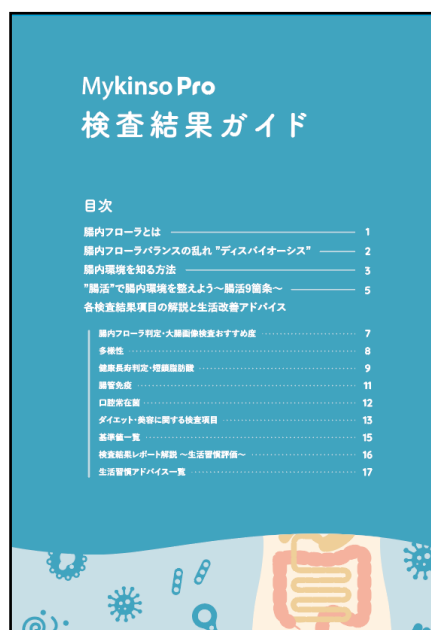 Mykinso Pro
検査結果ガイド
目次
腸内フローラとは 1
腸内フローラバランスの乱れ ”ディスバイオーシス” 2
腸内環境を知る方法 3
”腸活”で腸内環境を整えよう～腸活9箇条～ 5
各検査結果項目の解説と生活改善アドバイス
腸内フローラ判定・大腸画像検査おすすめ度 7
多様性 8
健康長寿判定・短鎖脂肪酸 9
腸管免疫 11
口腔常在菌 12
ダイエット・美容に関する検査項目 13
基準値一覧 15
検査結果レポート解説 ～生活習慣評価～ 16
生活習慣アドバイス一覧 17